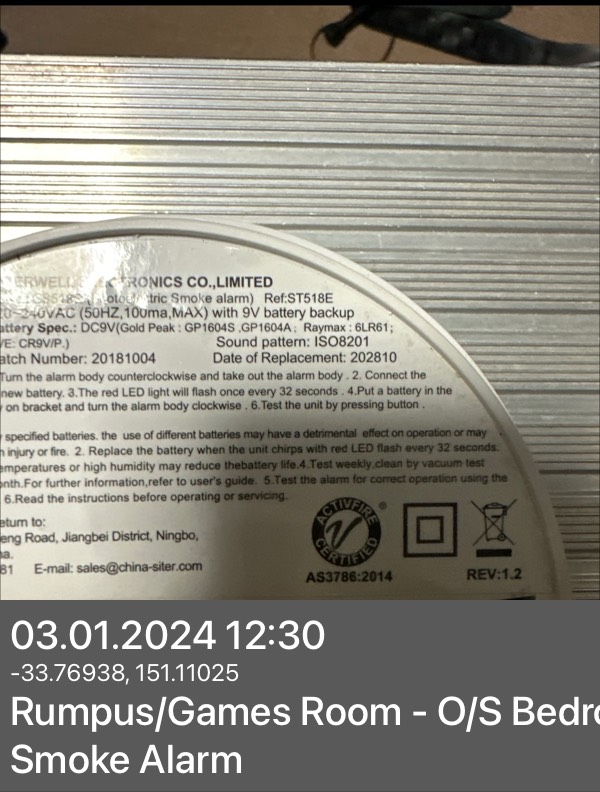 RONICS CO.,LIMITED
tric Smoke alarm) Ref:ST518E
0~240VAC (50HZ,100ma,MAX) with 9V battery backup
attery Spec.: DC9V(Gold Peak : GP1604S ,GP1604A ; Raymax : 6LR61;
/E: CR9V/P.) Sound pattern: ISO8201
atch Number: 20181004 Date of Replacement: 202810
Turn the alarm body counterclockwise and take out the alarm body . 2. Connect the
new battery. 3.The red LED light will flash once every 32 seconds . 4.Put a battery in the
y on bracket and turn the alarm body clockwise . 6.Test the unit by pressing button .
specified batteries. the use of different batteries may have a detrimental effect on operation or may
n injury or fire. 2. Replace the battery when the unit chirps with red LED flash every 32 seconds.
emperatures or high humidity may reduce thebattery life.4.Test weekly,clean by vacuum test
onth.For further information,refer to user's guide. 5.Test the alarm for correct operation using the
6.Read the instructions before operating or servicing.
eturn to:
eng Road, Jiangbei District, Ningbo,
na.
81 E-mail: sales@china-siter.com
ACTIVFIRE
®
CERTIFIED
AS3786:2014 REV:1.2
03.01.2024 12:30
-33.76938, 151.11025
Rumpus/Games Room - O/S Bedro
Smoke Alarm